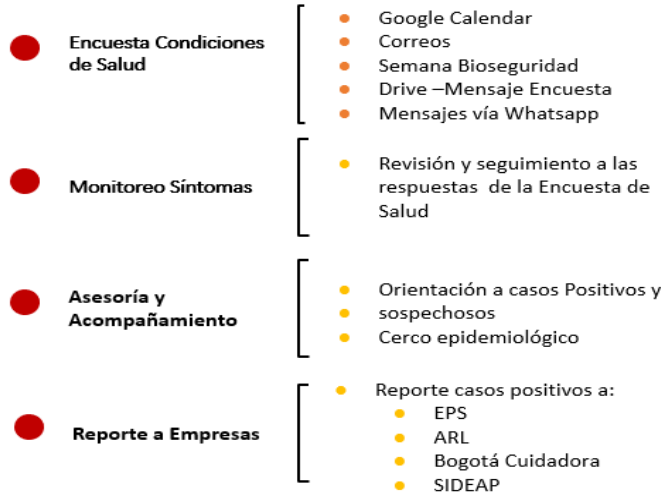 Encuesta Condiciones
de Salud
Google Calendar
Correos
Semana Bioseguridad
Drive –Mensaje Encuesta
Mensajes vía Whatsapp
Monitoreo Síntomas
Revisión y seguimiento a las
respuestas de la Encuesta de
Salud
Asesoría y
Acompañamiento
Orientación a casos Positivos y
sospechosos
Cerco epidemiológico
Reporte a Empresas
Reporte casos positivos a:
EPS
ARL
Bogotá Cuidadora
SIDEAP